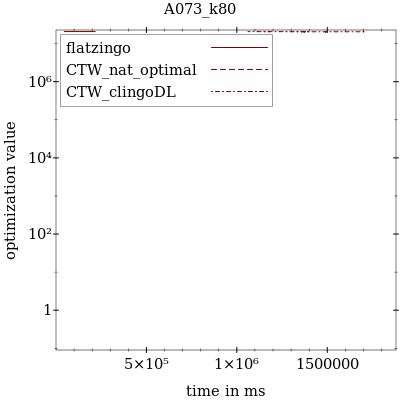 A073_k80
flatzingo
CTW_nat_optimal
CTW_clingoDL
10⁶
10⁴
10²
1
optimization value
5×10⁵ 1×10⁶ 1500000
time in ms